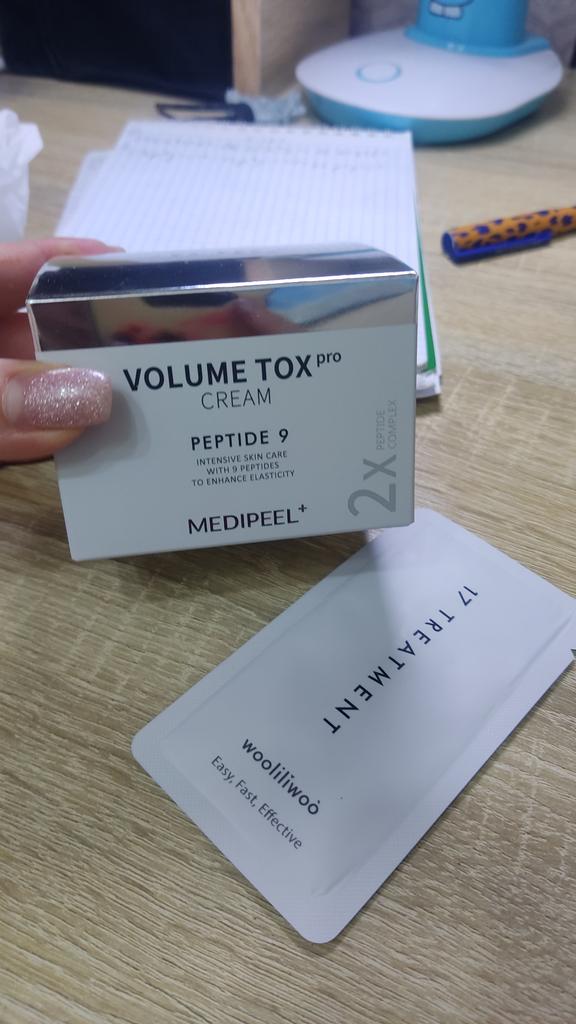 VOLUME TOX pro
CREAM
PEPTIDE 9
INTENSIVE SKIN CARE
WITH 9 PEPTIDES
TO ENHANCE ELASTICITY
MEDIPEEL+
2X PEPTIDE
COMPLEX
17 TREATMENT
wooliliwoo
Easy, Fast, Effective